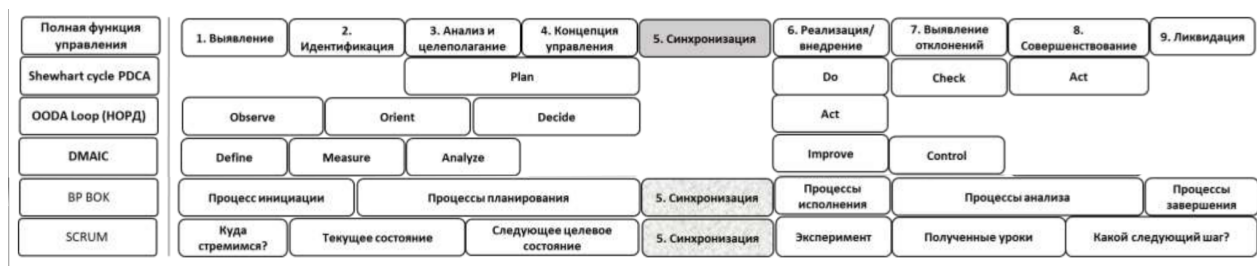 Полная функция
управления
1. Выявление
2.
Идентификация
3. Анализ и
целеполагание
4. Концепция
управления
5. Синхронизация
6. Реализация/
внедрение
7. Выявление
отклонений
8.
Совершенствование
9. Ликвидация
Shewhart cycle PDCA
Plan
Do
Check
Act
OODA Loop (НОРД)
Observe
Orient
Decide
Act
DMAIC
Define
Measure
Analyze
Improve
Control
BP BOK
Процесс инициации
Процессы планирования
5. Синхронизация
Процессы
исполнения
Процессы анализа
Процессы
завершения
SCRUM
Куда
стремимся?
Текущее состояние
Следующее целевое
состояние
5. Синхронизация
Эксперимент
Полученные уроки
Какой следующий шаг?